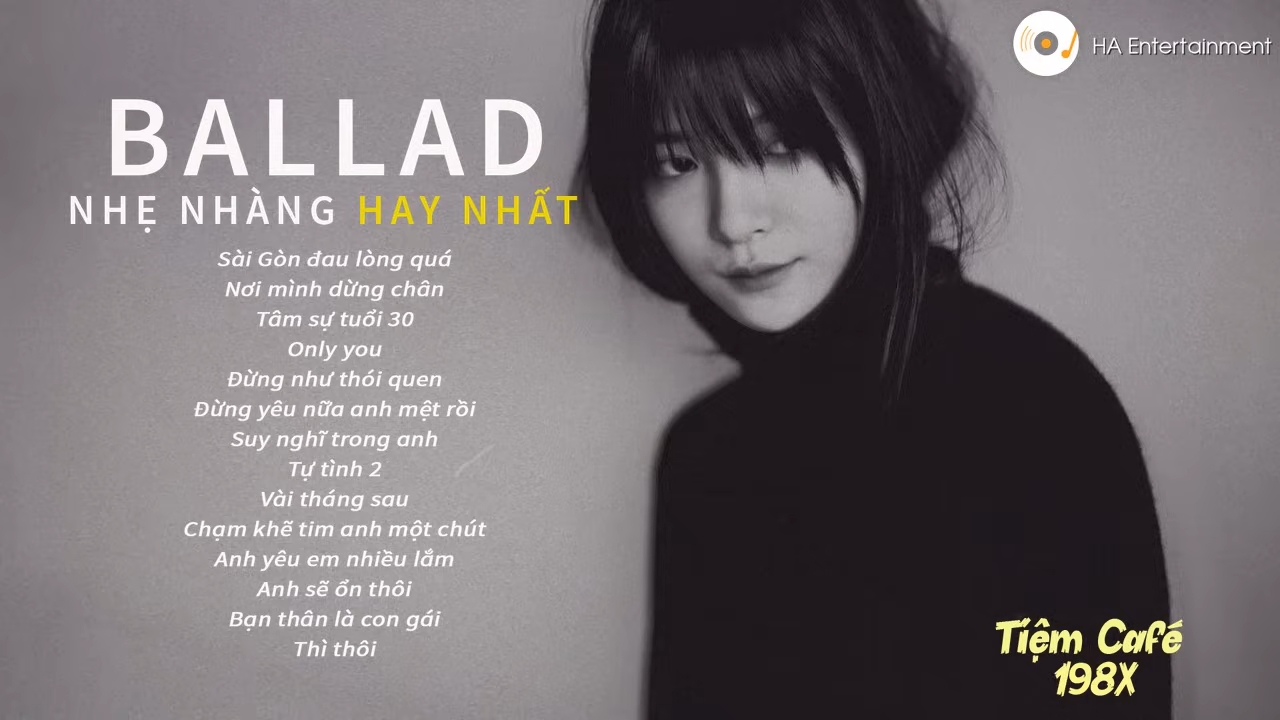 HA Entertainment
BALLAD
NHẸ NHÀNG HAY NHẤT
Sài Gòn đau lòng quá
Nơi mình dừng chân
Tâm sự tuổi 30
Only you
Đừng như thói quen
Đừng yêu nữa anh mệt rồi
Suy nghĩ trong anh
Tự tình 2
Vài tháng sau
Chạm khẽ tim anh một chút
Anh yêu em nhiều lắm
Anh sẽ ổn thôi
Bạn thân là con gái
Thì thôi
Tiệm Café
198X